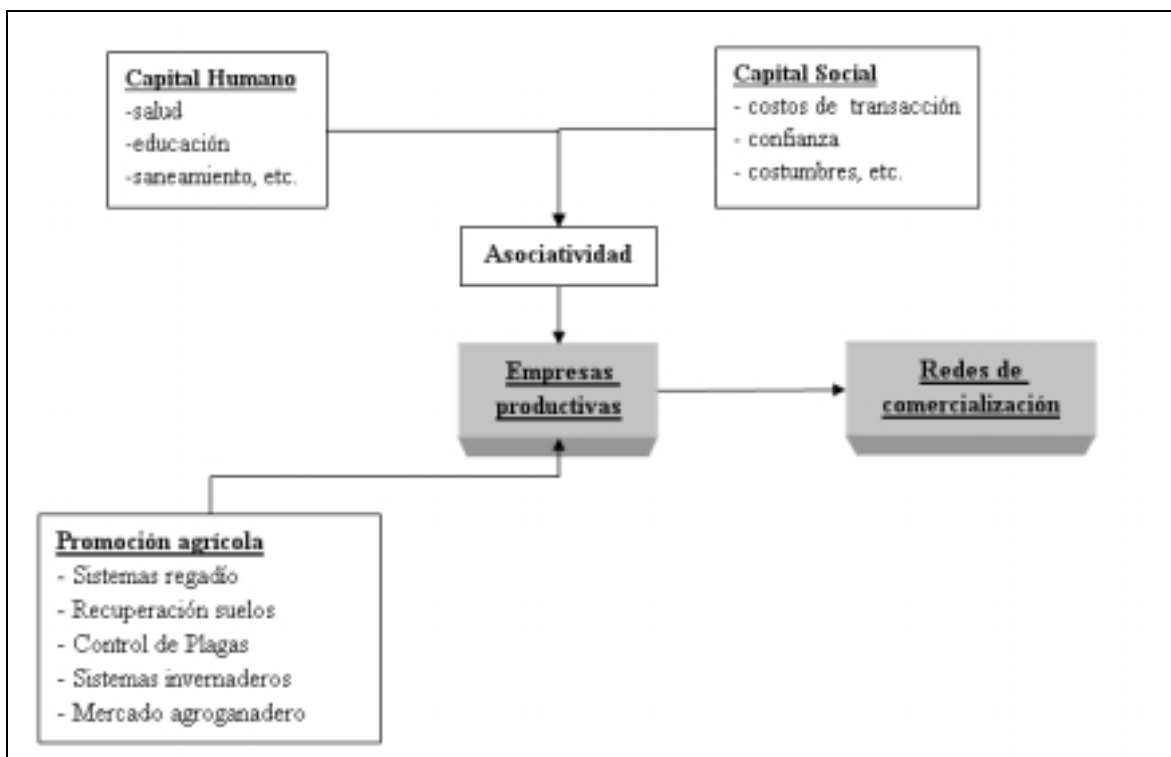 Capital Humano
-salud
-educación
-saneamiento, etc.
Capital Social
- costos de transacción
- confianza
- costumbres, etc.
Asociatividad
Empresas
productivas
Redes de
comercialización
Promoción agrícola
- Sistemas regadío
- Recuperación suelos
- Control de Plagas
- Sistemas invernaderos
- Mercado agroganadero